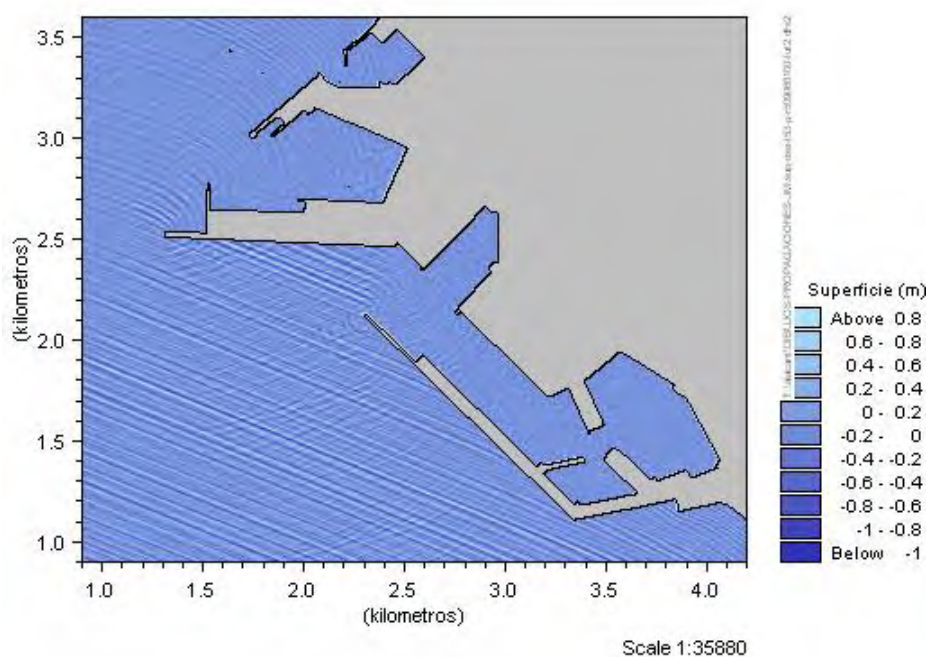 3.5
3.0
2.5
2.0
1.5
1.0
(kilometros)
1.0 1.5 2.0 2.5 3.0 3.5 4.0
(kilometros)
Scale 1:35880
Superficie (m)
Above 0.8
0.6 - 0.8
0.4 - 0.6
0.2 - 0.4
0 - 0.2
-0.2 - 0
-0.4 - -0.2
-0.6 - -0.4
-0.8 - -0.6
-1 - -0.8
Below -1